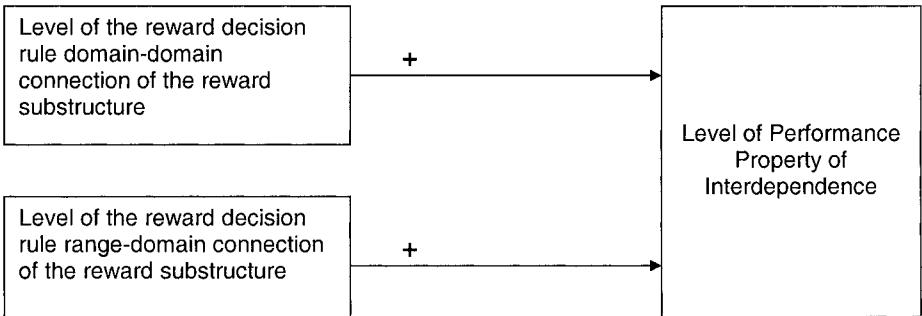 Level of the reward decision
rule domain-domain
connection of the reward
substructure
+
Level of Performance
Property of
Interdependence
Level of the reward decision
rule range-domain connection
of the reward substructure
+